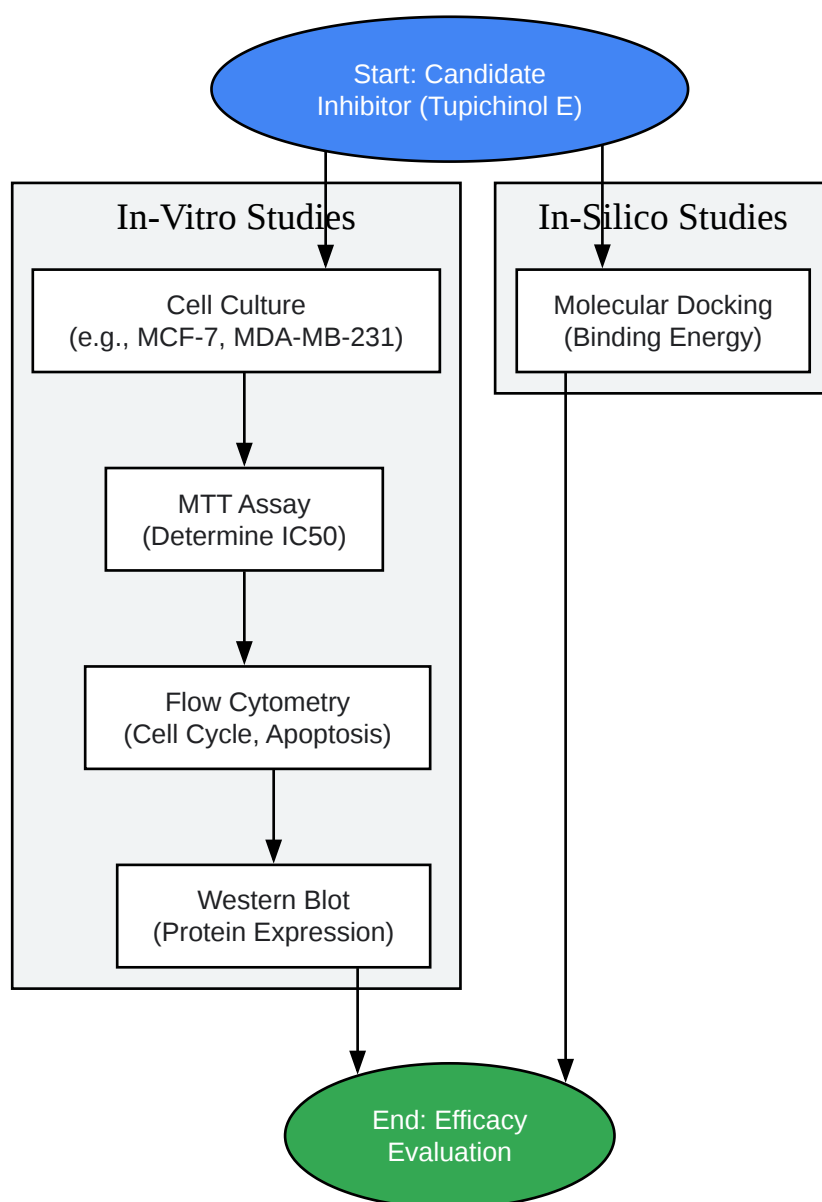 Start: Candidate
Inhibitor (Tupichinol E)
In-Vitro Studies
Cell Culture
(e.g., MCF-7, MDA-MB-231)
MTT Assay
(Determine IC50)
Flow Cytometry
(Cell Cycle, Apoptosis)
Western Blot
(Protein Expression)
In-Silico Studies
Molecular Docking
(Binding Energy)
End: Efficacy
Evaluation